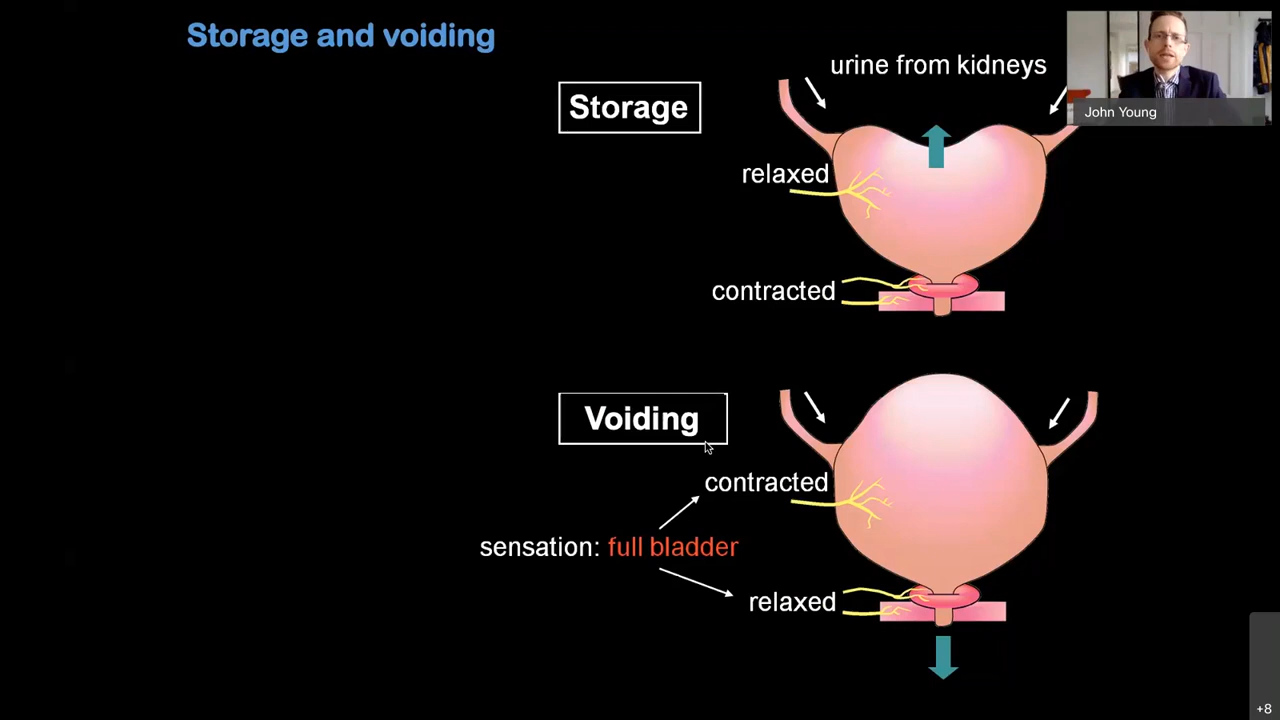 Storage and voiding
urine from kidneys
John Young
Storage
relaxed
contracted
Voiding
contracted
sensation: full bladder
relaxed
+8